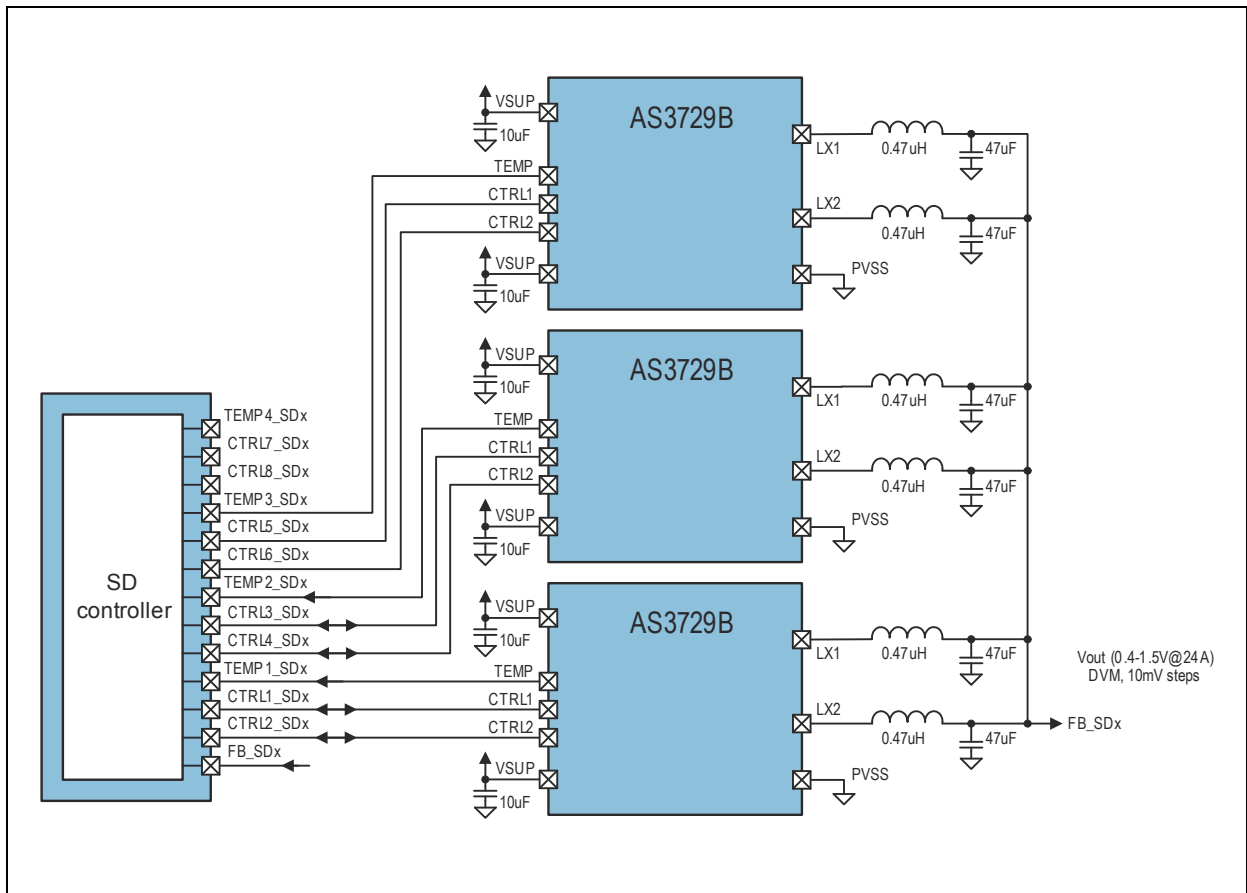 VSUP
10uF
AS3729B
LX1
0.47uH
47uF
TEMP
CTRL1
CTRL2
LX2
0.47uH
47uF
VSUP
10uF
PVSS
VSUP
10uF
AS3729B
LX1
0.47uH
47uF
TEMP
CTRL1
CTRL2
LX2
0.47uH
47uF
VSUP
10uF
PVSS
VSUP
10uF
AS3729B
LX1
0.47uH
47uF
TEMP
CTRL1
CTRL2
LX2
0.47uH
47uF
VSUP
10uF
PVSS
SD
controller
TEMP4_SDx
CTRL7_SDx
CTRL8_SDx
TEMP3_SDx
CTRL5_SDx
CTRL6_SDx
TEMP2_SDx
CTRL3_SDx
CTRL4_SDx
TEMP1_SDx
CTRL1_SDx
CTRL2_SDx
FB_SDx
Vout (0.4-1.5V@24A)
DVM, 10mV steps
FB_SDx